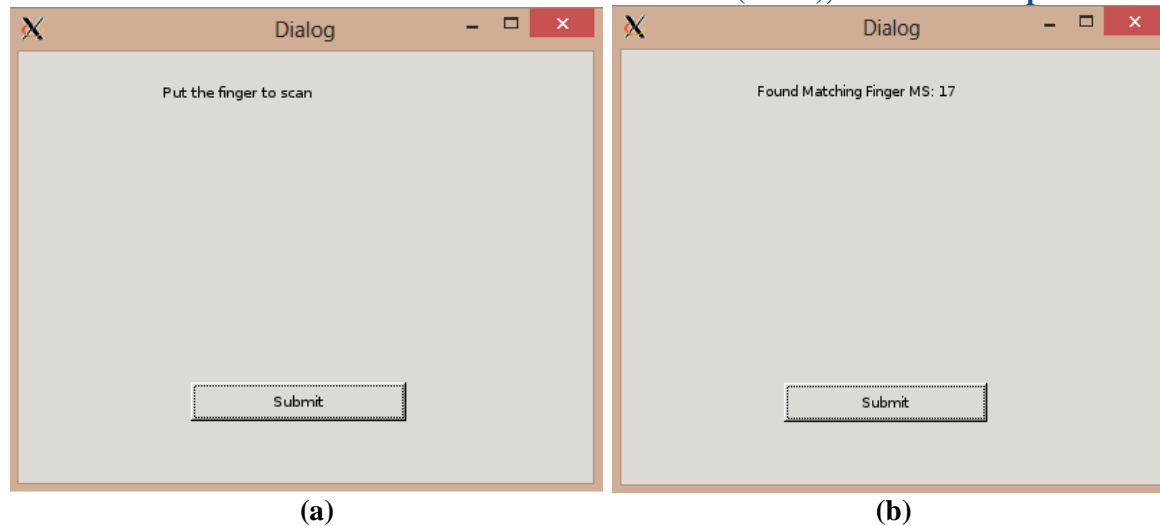 Dialog
Put the finger to scan
Submit
(a)
Dialog
Found Matching Finger MS: 17
Submit
(b)